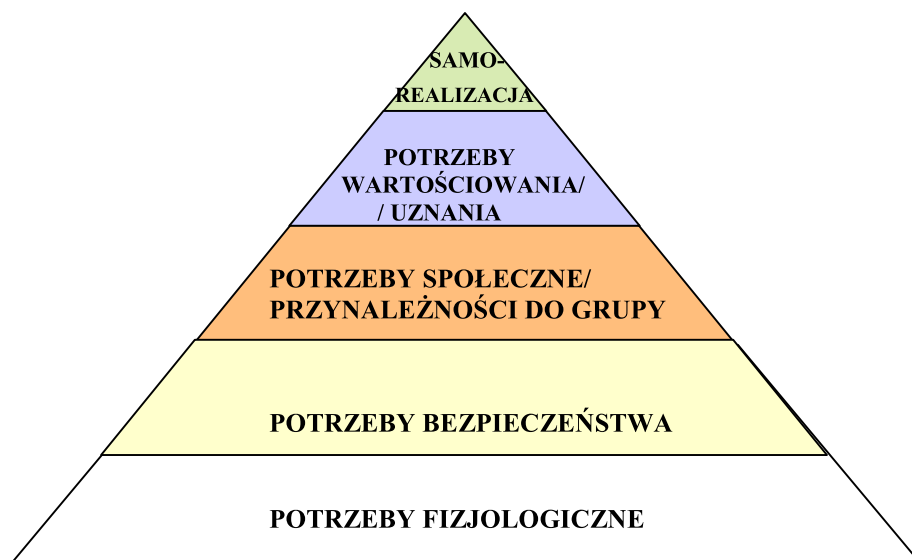 SAMO-
REALIZACJA
POTRZEBY
WARTOŚCIOWANIA/
/ UZNANIA
POTRZEBY SPOŁECZNE/
PRZYNALEŻNOŚCI DO GRUPY
POTRZEBY BEZPIECZEŃSTWA
POTRZEBY FIZJOLOGICZNE